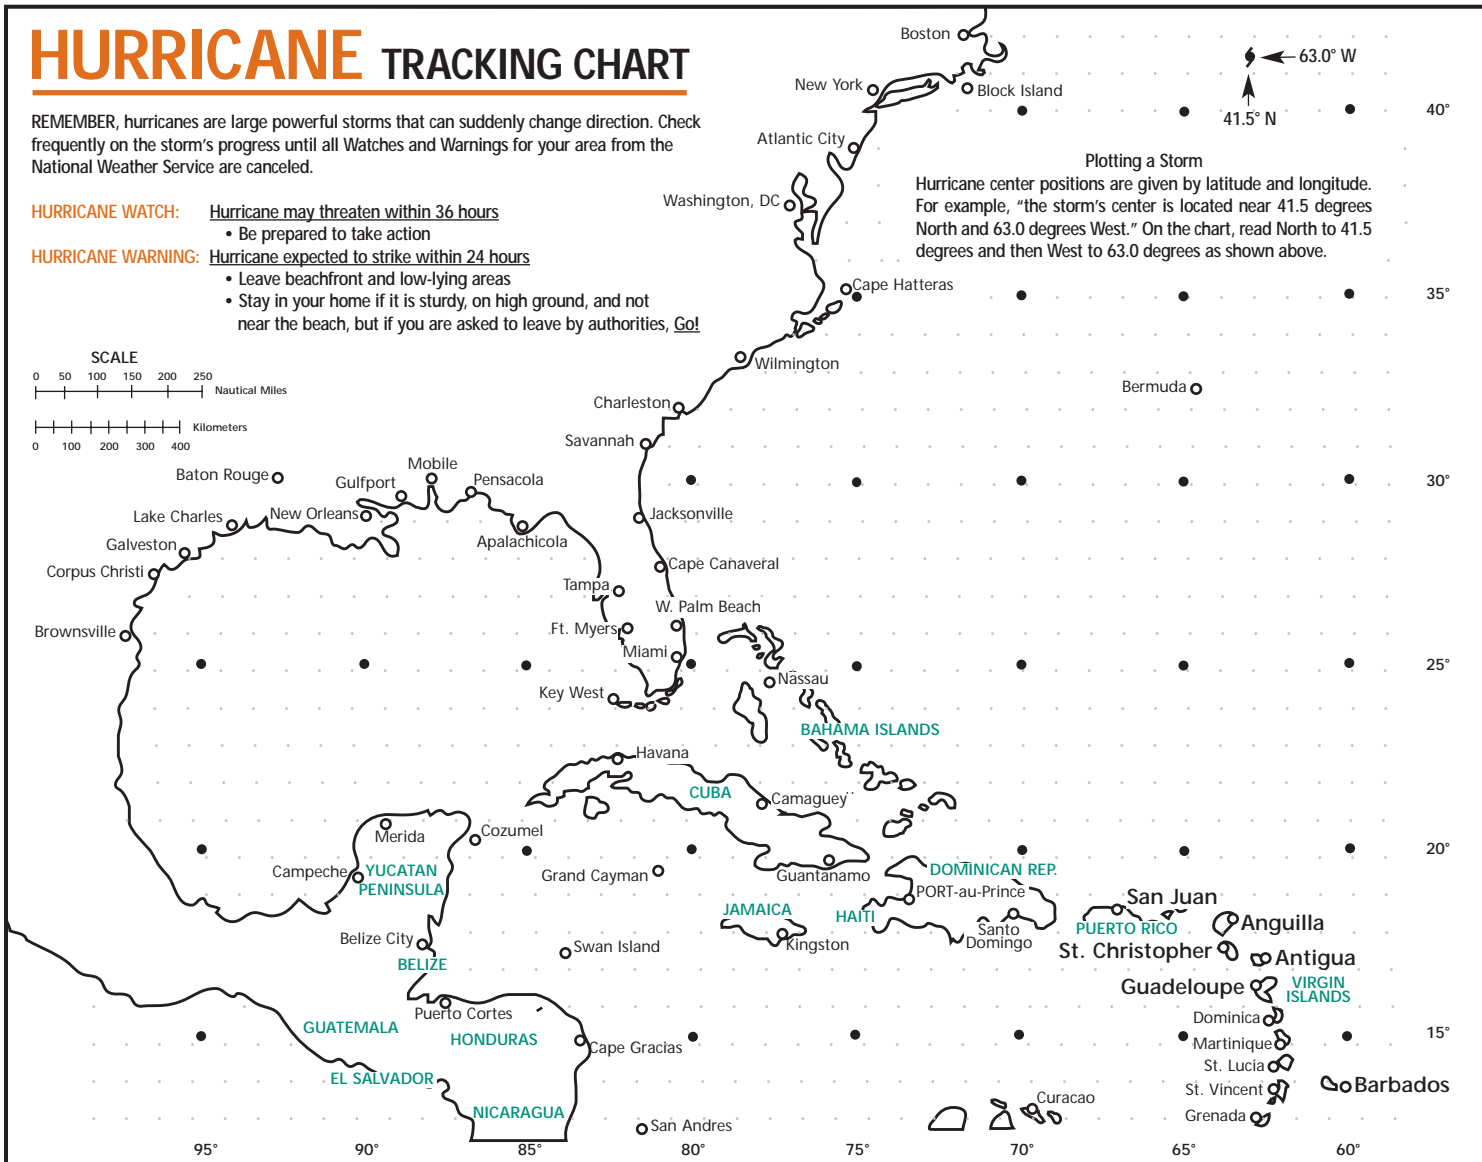 HURRICANE TRACKING CHART
REMEMBER, hurricanes are large powerful storms that can suddenly change direction. Check
frequently on the storm's progress until all Watches and Warnings for your area from the
National Weather Service are canceled.
HURRICANE WATCH: Hurricane may threaten within 36 hours
• Be prepared to take action
HURRICANE WARNING: Hurricane expected to strike within 24 hours
• Leave beachfront and low-lying areas
• Stay in your home if it is sturdy, on high ground, and not
near the beach, but if you are asked to leave by authorities, Go!
SCALE
0 50 100 150 200 250
Nautical Miles
Kilometers
0 100 200 300 400
63.0° W
41.5° N
Plotting a Storm
Hurricane center positions are given by latitude and longitude.
For example, "the storm's center is located near 41.5 degrees
North and 63.0 degrees West." On the chart, read North to 41.5
degrees and then West to 63.0 degrees as shown above.
Boston
New York
Block Island
Atlantic City
Washington, DC
Cape Hatteras
Wilmington
Bermuda
Charleston
Savannah
Mobile
Baton Rouge
Gulfport
Pensacola
Lake Charles
New Orleans
Jacksonville
Galveston
Apalachicola
Corpus Christi
Cape Canaveral
Tampa
W. Palm Beach
Brownsville
Ft. Myers
Miami
Nassau
Key West
BAHAMA ISLANDS
Havana
CUBA
Camaguey
Merida
Cozumel
Campeche
YUCATAN
PENINSULA
Grand Cayman
Guantanamo
DOMINICAN REP.
PORT-au-Prince
JAMAICA
HAITI
San Juan
PUERTO RICO
Anguilla
Belize City
Swan Island
Kingston
Santo
Domingo
St. Christopher
BELIZE
Antigua
Guadeloupe
VIRGIN
ISLANDS
Puerto Cortes
Dominica
GUATEMALA
HONDURAS
Cape Gracias
Martinique
St. Lucia
EL SALVADOR
St. Vincent
Barbados
Curacao
NICARAGUA
San Andres
Grenada
40°
35°
30°
25°
20°
15°
95° 90° 85° 80° 75° 70° 65° 60°